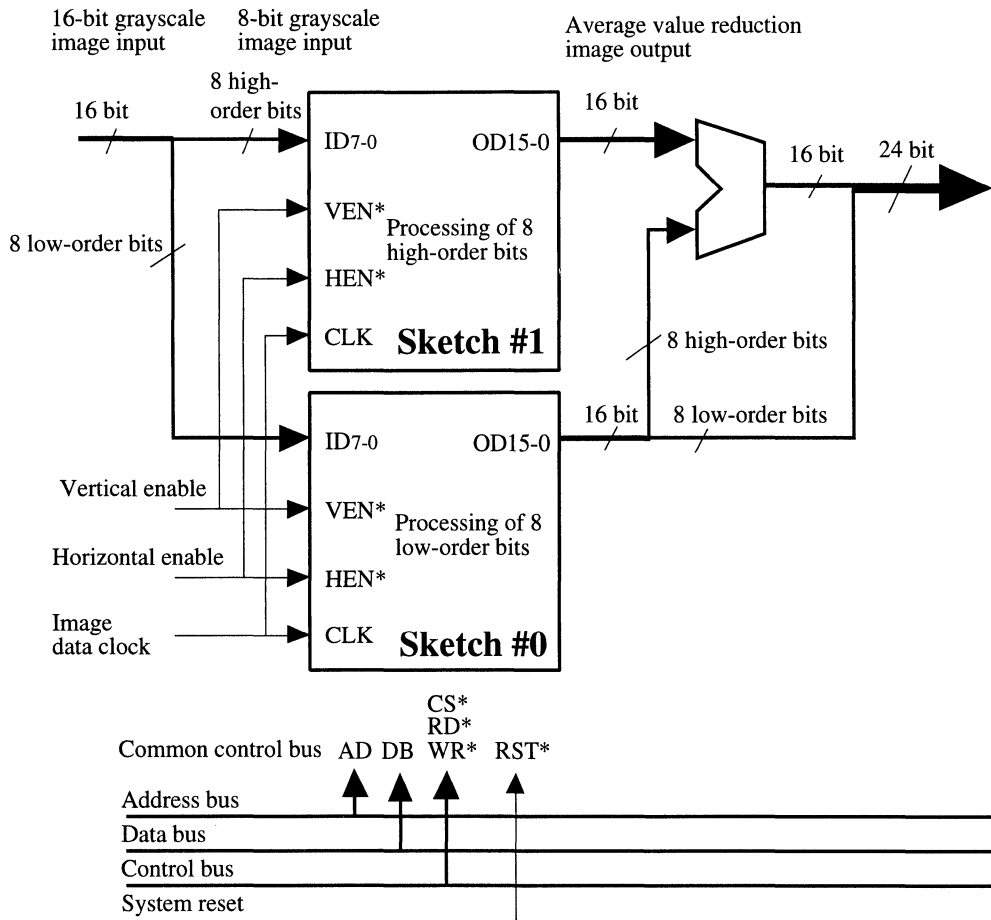 16-bit grayscale
image input
8-bit grayscale
image input
Average value reduction
image output
16 bit
8 high-
order bits
ID7-0
OD15-0
16 bit
16 bit
24 bit
VEN*
Processing of 8
high-order bits
8 low-order bits
HEN*
CLK
Sketch #1
8 high-order bits
ID7-0
OD15-0
16 bit
8 low-order bits
Vertical enable
VEN*
Processing of 8
low-order bits
Horizontal enable
HEN*
Image
data clock
CLK
Sketch #0
CS*
RD*
Common control bus AD DB WR* RST*
Address bus
Data bus
Control bus
System reset